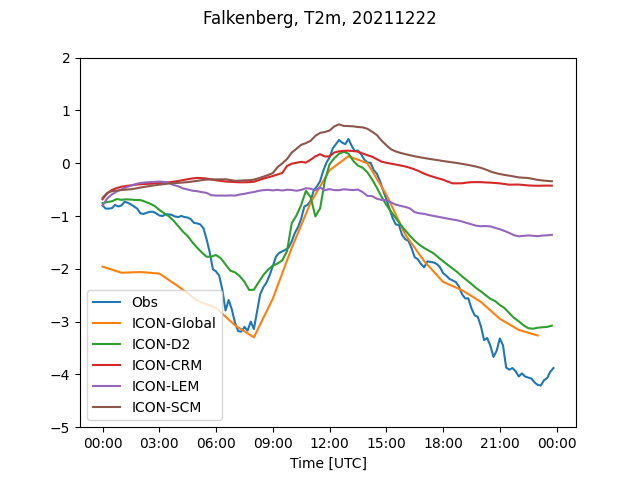 Falkenberg, T2m, 20211222
2
1
0
−1
−2
−3
−4
−5
Obs
ICON-Global
ICON-D2
ICON-CRM
ICON-LEM
ICON-SCM
00:00 03:00 06:00 09:00 12:00 15:00 18:00 21:00 00:00
Time [UTC]